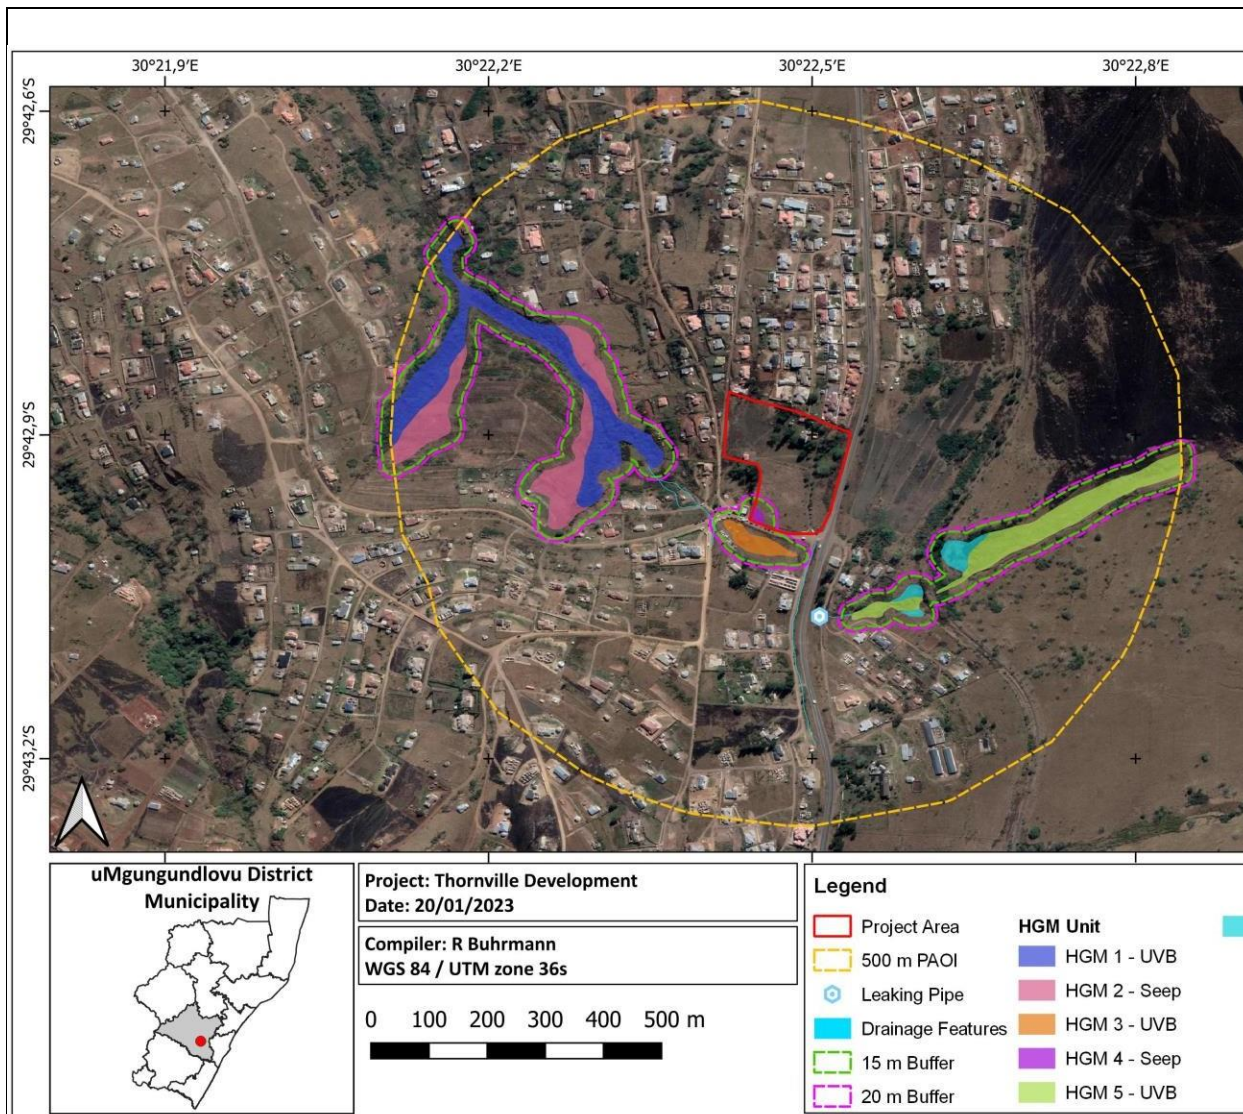 30°21,9′E
30°22,2′E
30°22,5′E
30°22,8′E
29°42,6′S
29°42,9′S
29°43,2′S
uMgungundlovu District
Municipality
Project: Thornville Development
Date: 20/01/2023
Compiler: R Buhrmann
WGS 84 / UTM zone 36s
0 100 200 300 400 500 m
Legend
Project Area
500 m PAOI
Leaking Pipe
Drainage Features
15 m Buffer
20 m Buffer
HGM Unit
HGM 1 - UVB
HGM 2 - Seep
HGM 3 - UVB
HGM 4 - Seep
HGM 5 - UVB